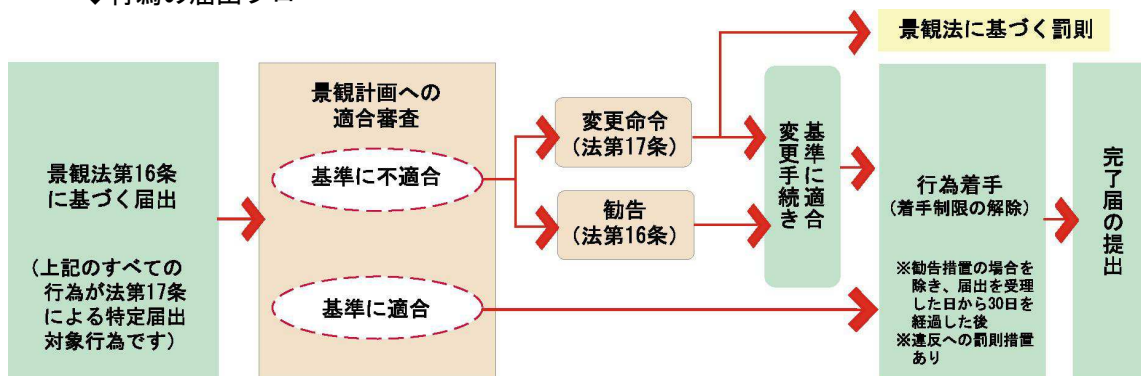 景観法に基づく罰則
景観法第16条
に基づく届出
(上記のすべての
行為が法第17条
による特定届出
対象行為です)
景観計画への
適合審査
基準に不適合
基準に適合
変更命令
(法第17条)
勧告
(法第16条)
基準に適合
変更手続き
行為着手
(着手制限の解除)
※勧告措置の場合を
除き、届出を受理
した日から30日を
経過した後
※違反への罰則措置
あり
完了届の提出